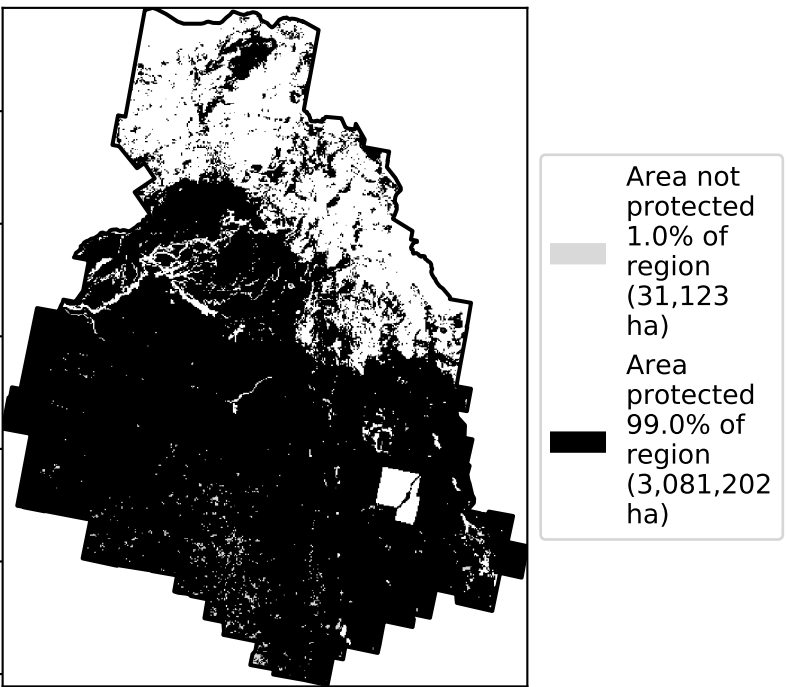 Area not
protected
1.0% of
region
(31,123
ha)
Area
protected
99.0% of
region
(3,081,202
ha)